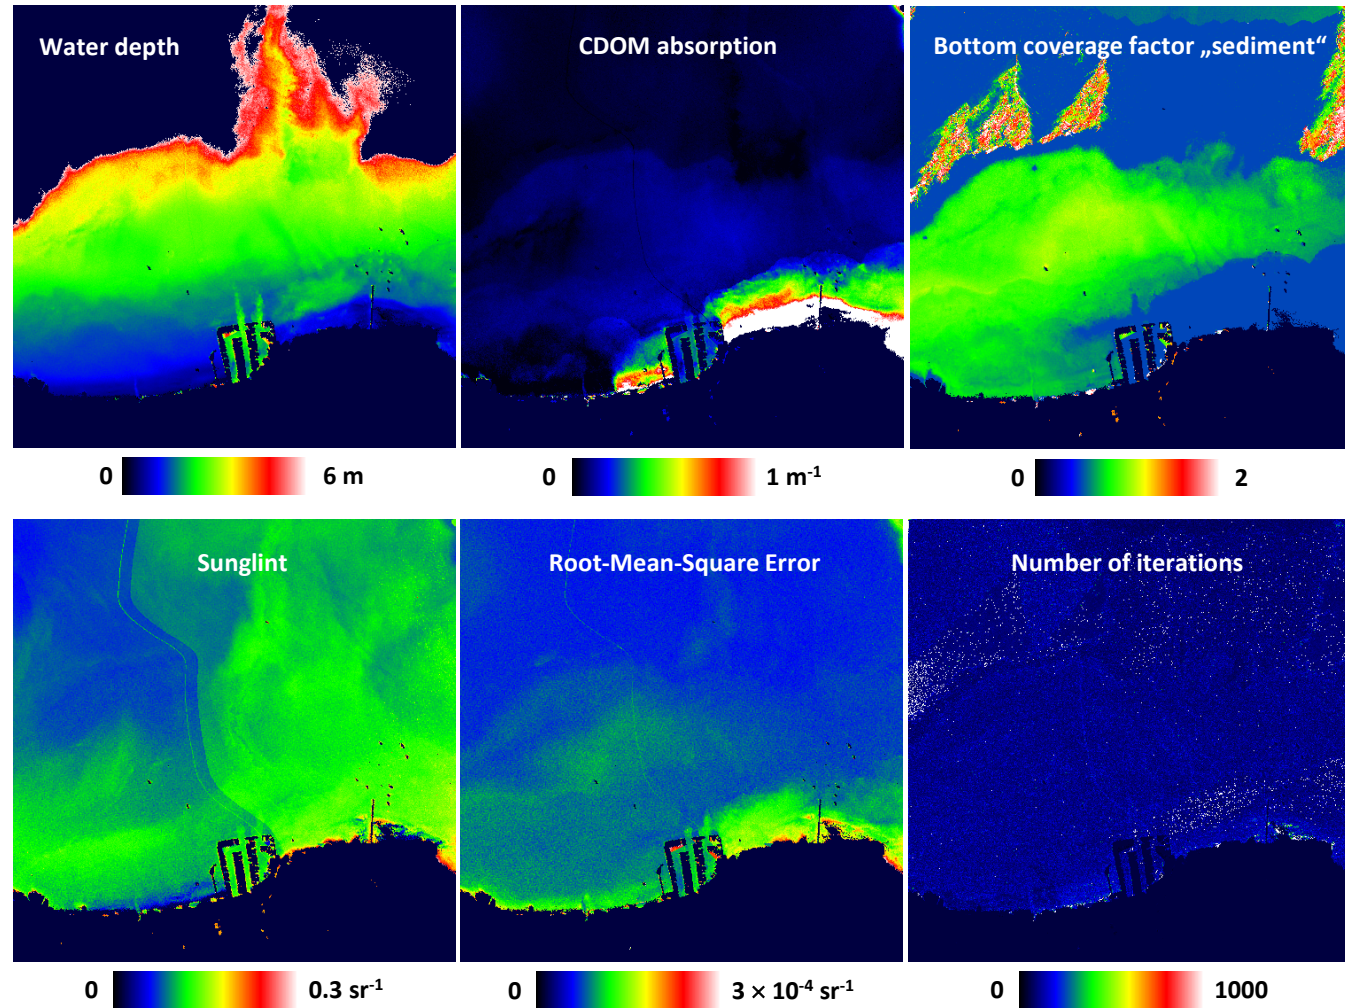 Water depth
CDOM absorption
Bottom coverage factor „sediment“
0 6 m
0 1 m-1
0 2
Sunglint
Root-Mean-Square Error
Number of iterations
0 0.3 sr-1
0 3 × 10-4 sr-1
0 1000